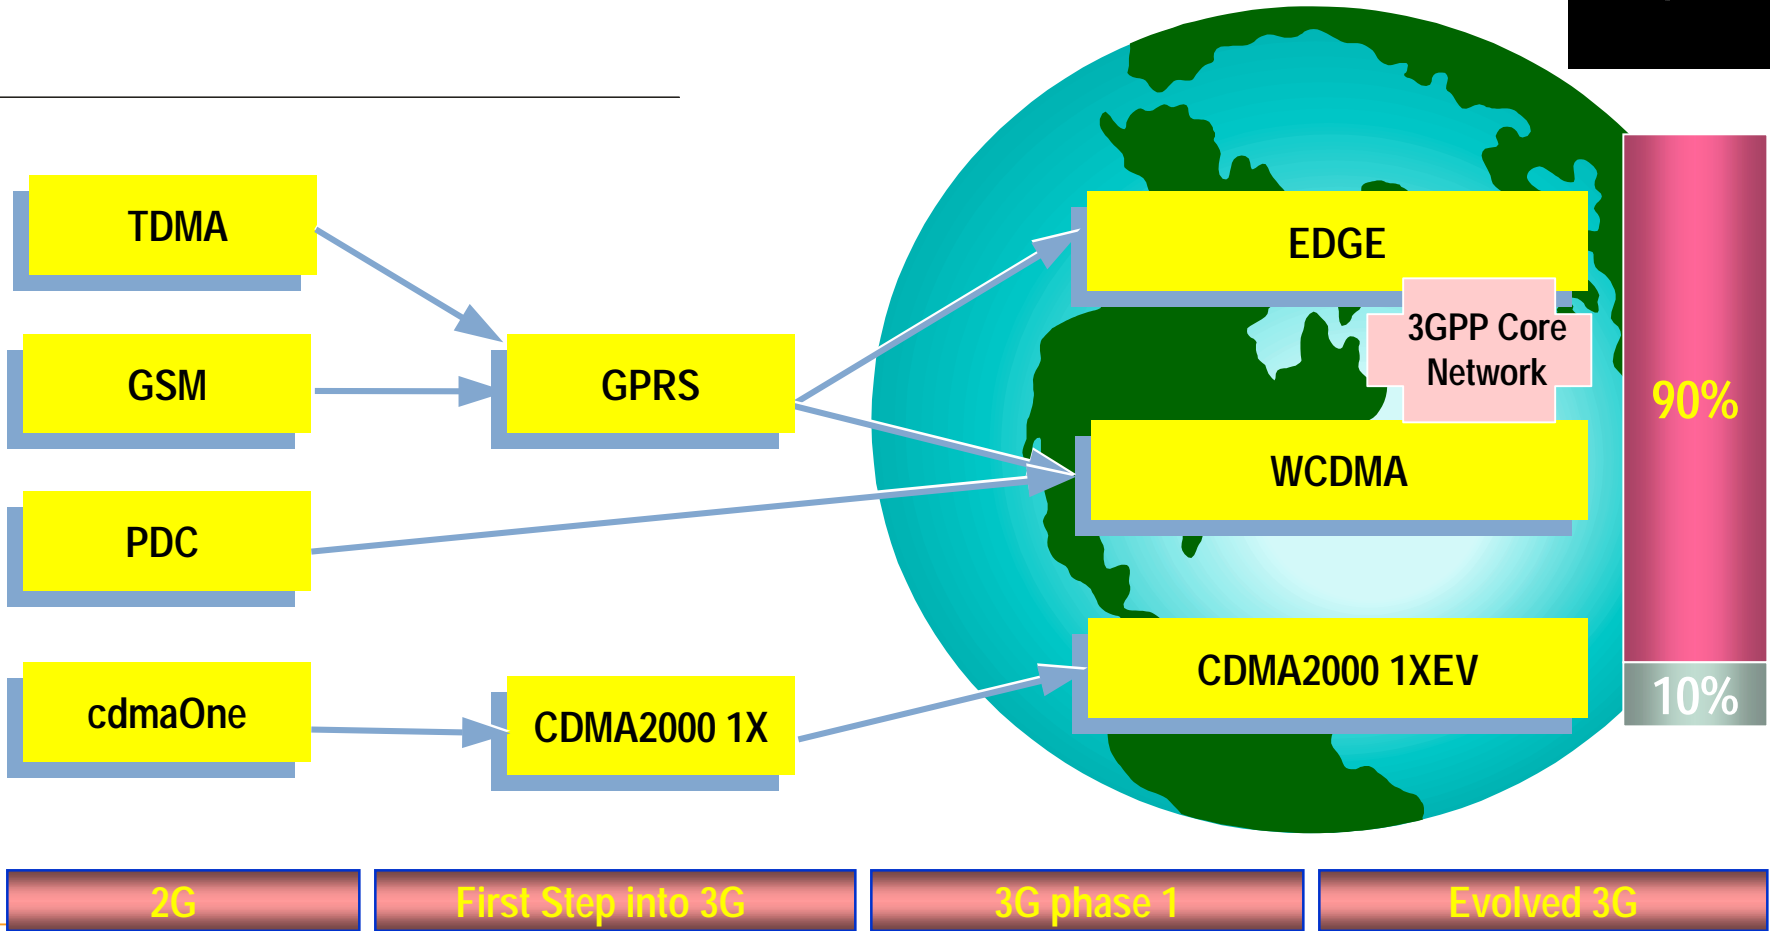 TDMA
EDGE
3GPP Core
Network
GSM
GPRS
90%
WCDMA
PDC
cdmaOne
CDMA2000 1X
CDMA2000 1XEV
10%
2G
First Step into 3G
3G phase 1
Evolved 3G